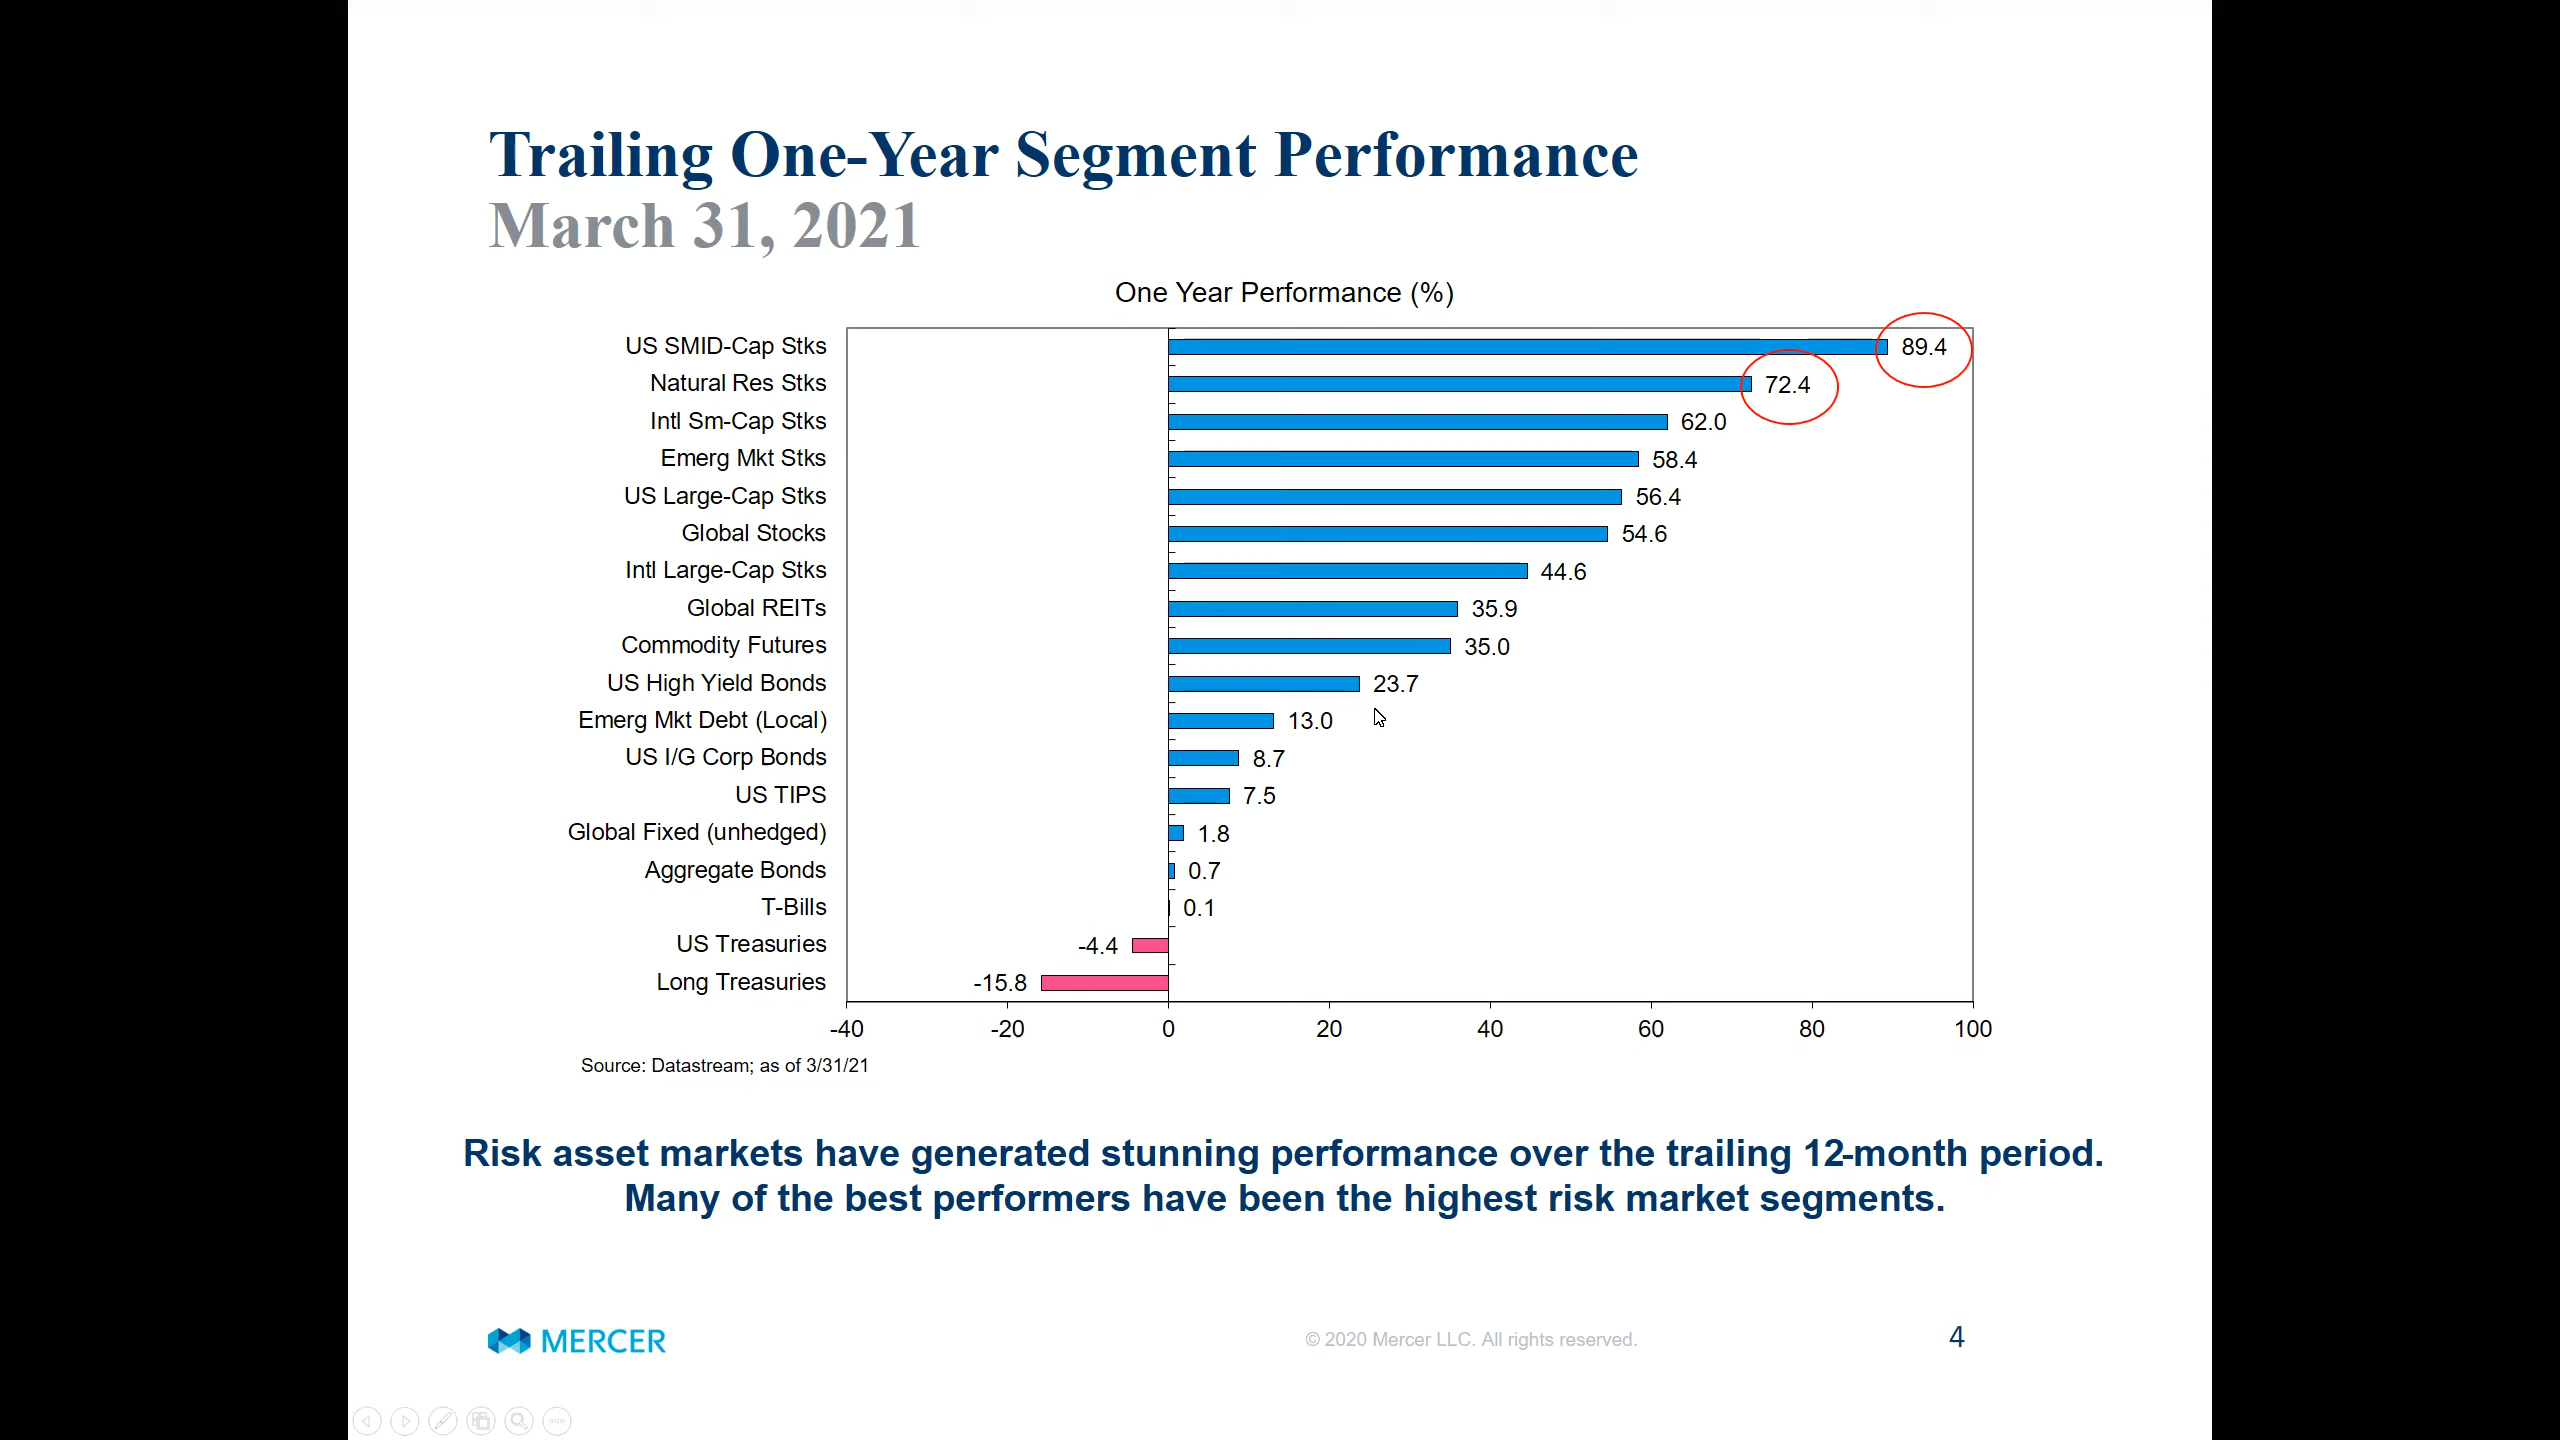 Trailing One-Year Segment Performance
March 31, 2021
One Year Performance (%)
US SMID-Cap Stks 89.4
Natural Res Stks 72.4
Intl Sm-Cap Stks 62.0
Emerg Mkt Stks 58.4
US Large-Cap Stks 56.4
Global Stocks 54.6
Intl Large-Cap Stks 44.6
Global REITs 35.9
Commodity Futures 35.0
US High Yield Bonds 23.7
Emerg Mkt Debt (Local) 13.0
US I/G Corp Bonds 8.7
US TIPS 7.5
Global Fixed (unhedged) 1.8
Aggregate Bonds 0.7
T-Bills 0.1
US Treasuries -4.4
Long Treasuries -15.8
-40 -20 0 20 40 60 80 100
Source: Datastream; as of 3/31/21
Risk asset markets have generated stunning performance over the trailing 12-month period.
Many of the best performers have been the highest risk market segments.
MERCER © 2020 Mercer LLC. All rights reserved. 4